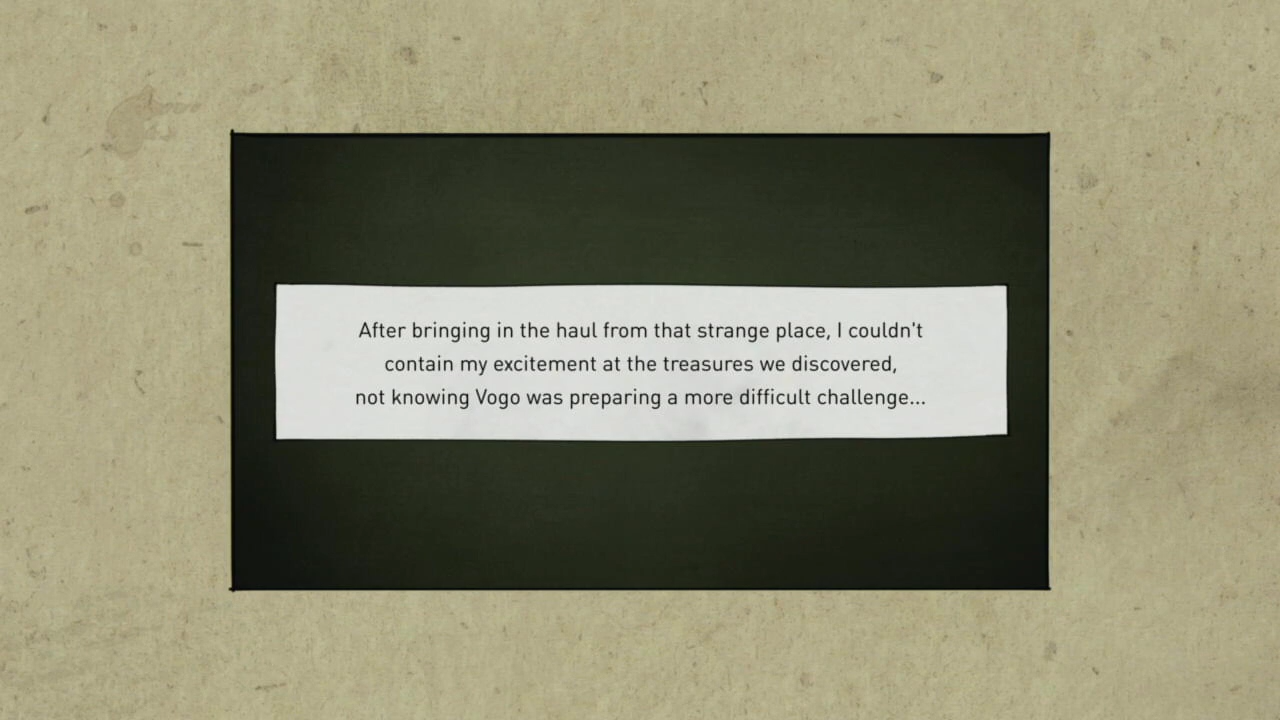 After bringing in the haul from that strange place, I couldn't
contain my excitement at the treasures we discovered,
not knowing Vogo was preparing a more difficult challenge...